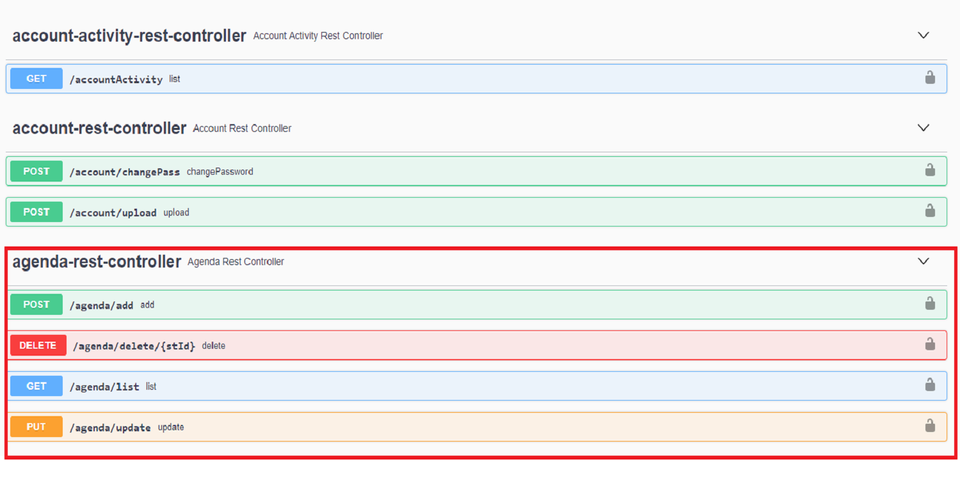 account-activity-rest-controller Account Activity Rest Controller
GET /accountActivity list
account-rest-controller Account Rest Controller
POST /account/changePass changePassword
POST /account/upload upload
agenda-rest-controller Agenda Rest Controller
POST /agenda/add add
DELETE /agenda/delete/{stId} delete
GET /agenda/list list
PUT /agenda/update update